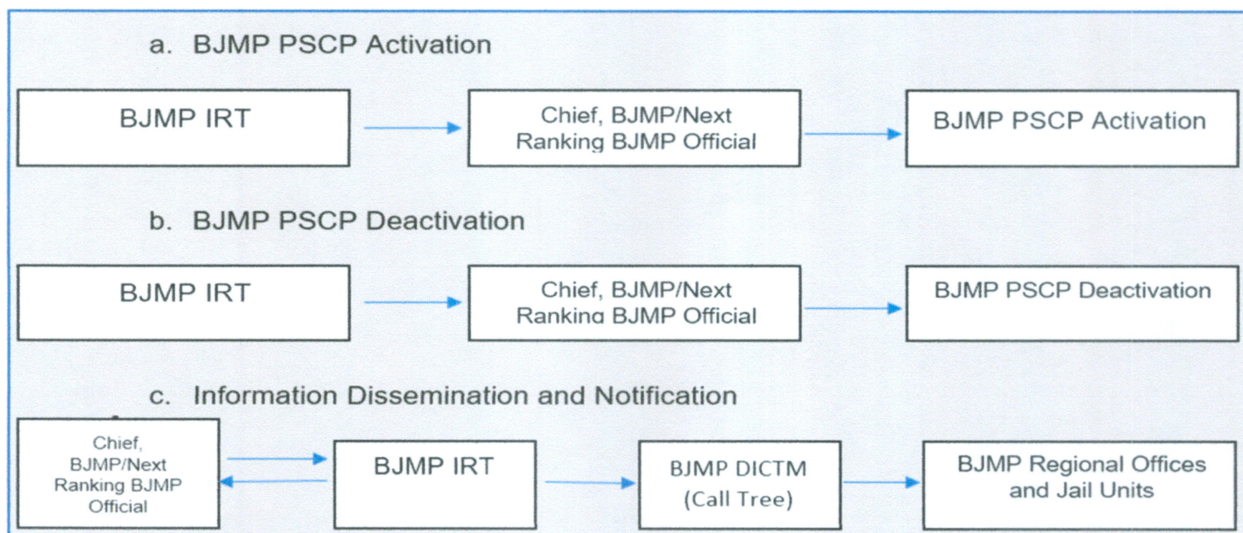 a. BJMP PSCP Activation
BJMP IRT
Chief, BJMP/Next
Ranking BJMP Official
BJMP PSCP Activation
b. BJMP PSCP Deactivation
BJMP IRT
Chief, BJMP/Next
Ranking BJMP Official
BJMP PSCP Deactivation
c. Information Dissemination and Notification
Chief,
BJMP/Next
Ranking BJMP
Official
BJMP IRT
BJMP DICTM
(Call Tree)
BJMP Regional Offices
and Jail Units